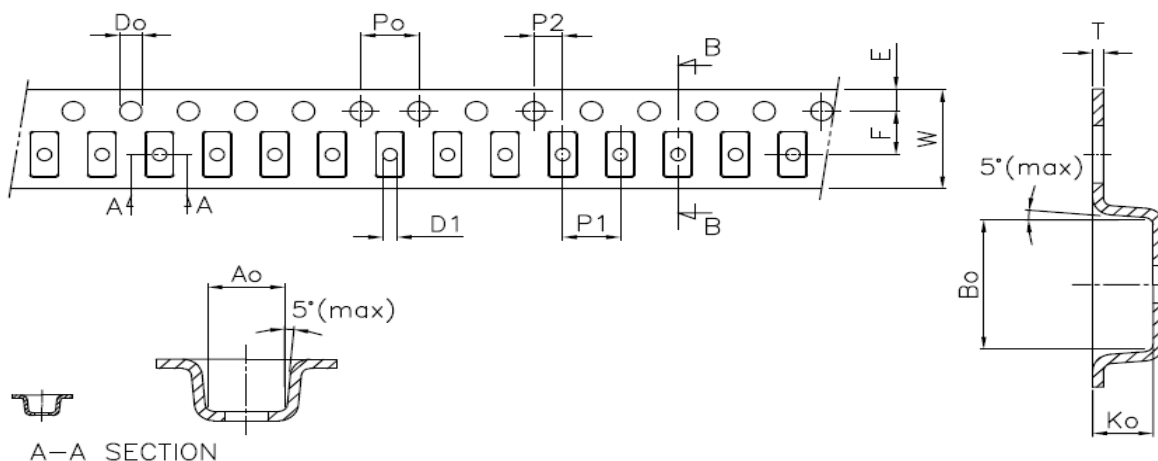 Do
Po
P2
B
T
E
F
W
A
A
D1
P1
B
5°(max)
Bo
Ko
Ao
5°(max)
A-A SECTION